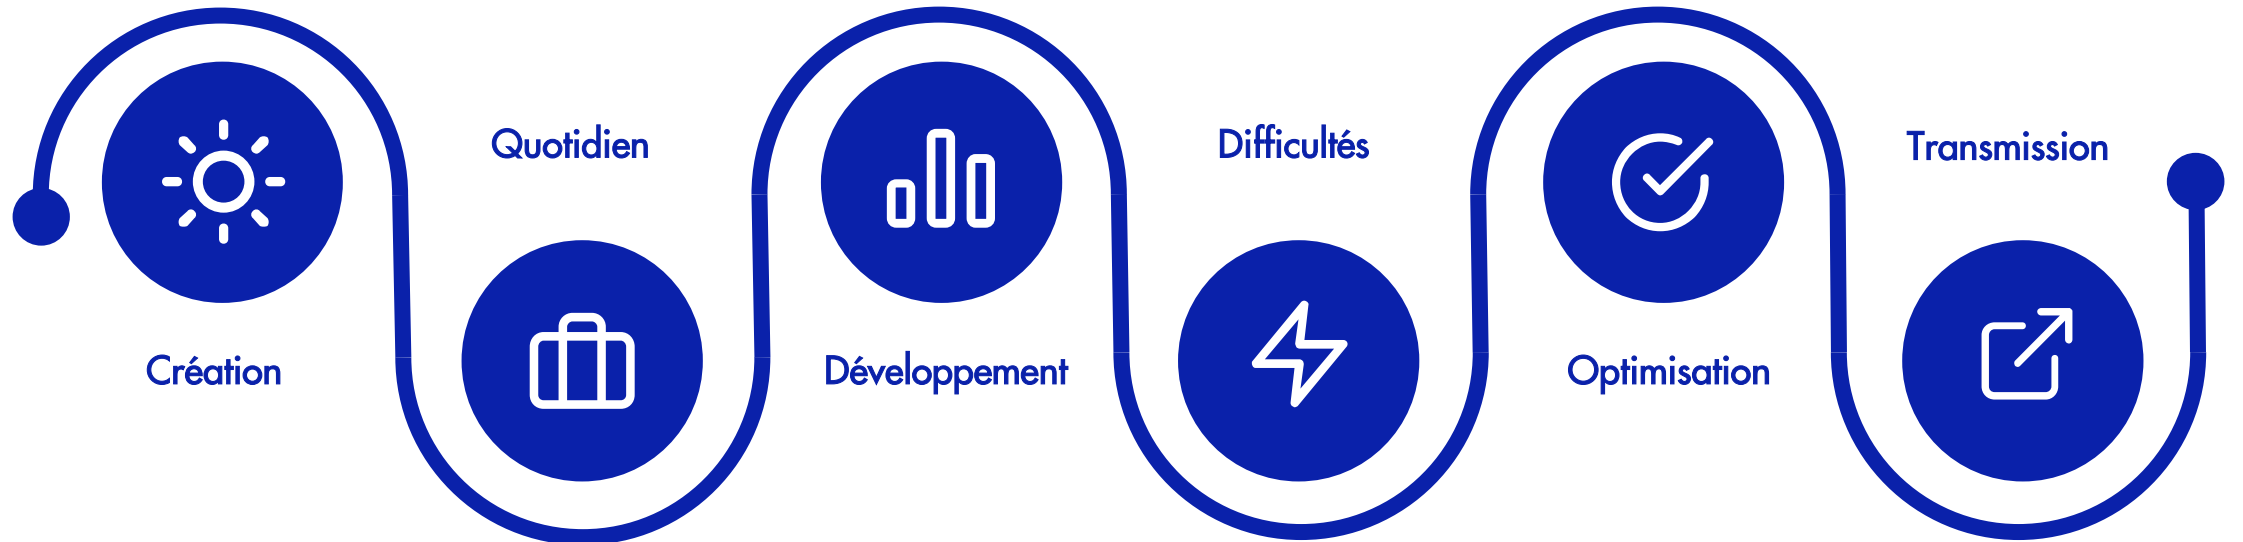 Création
Quotidien
Développement
Difficultés
Optimisation
Transmission